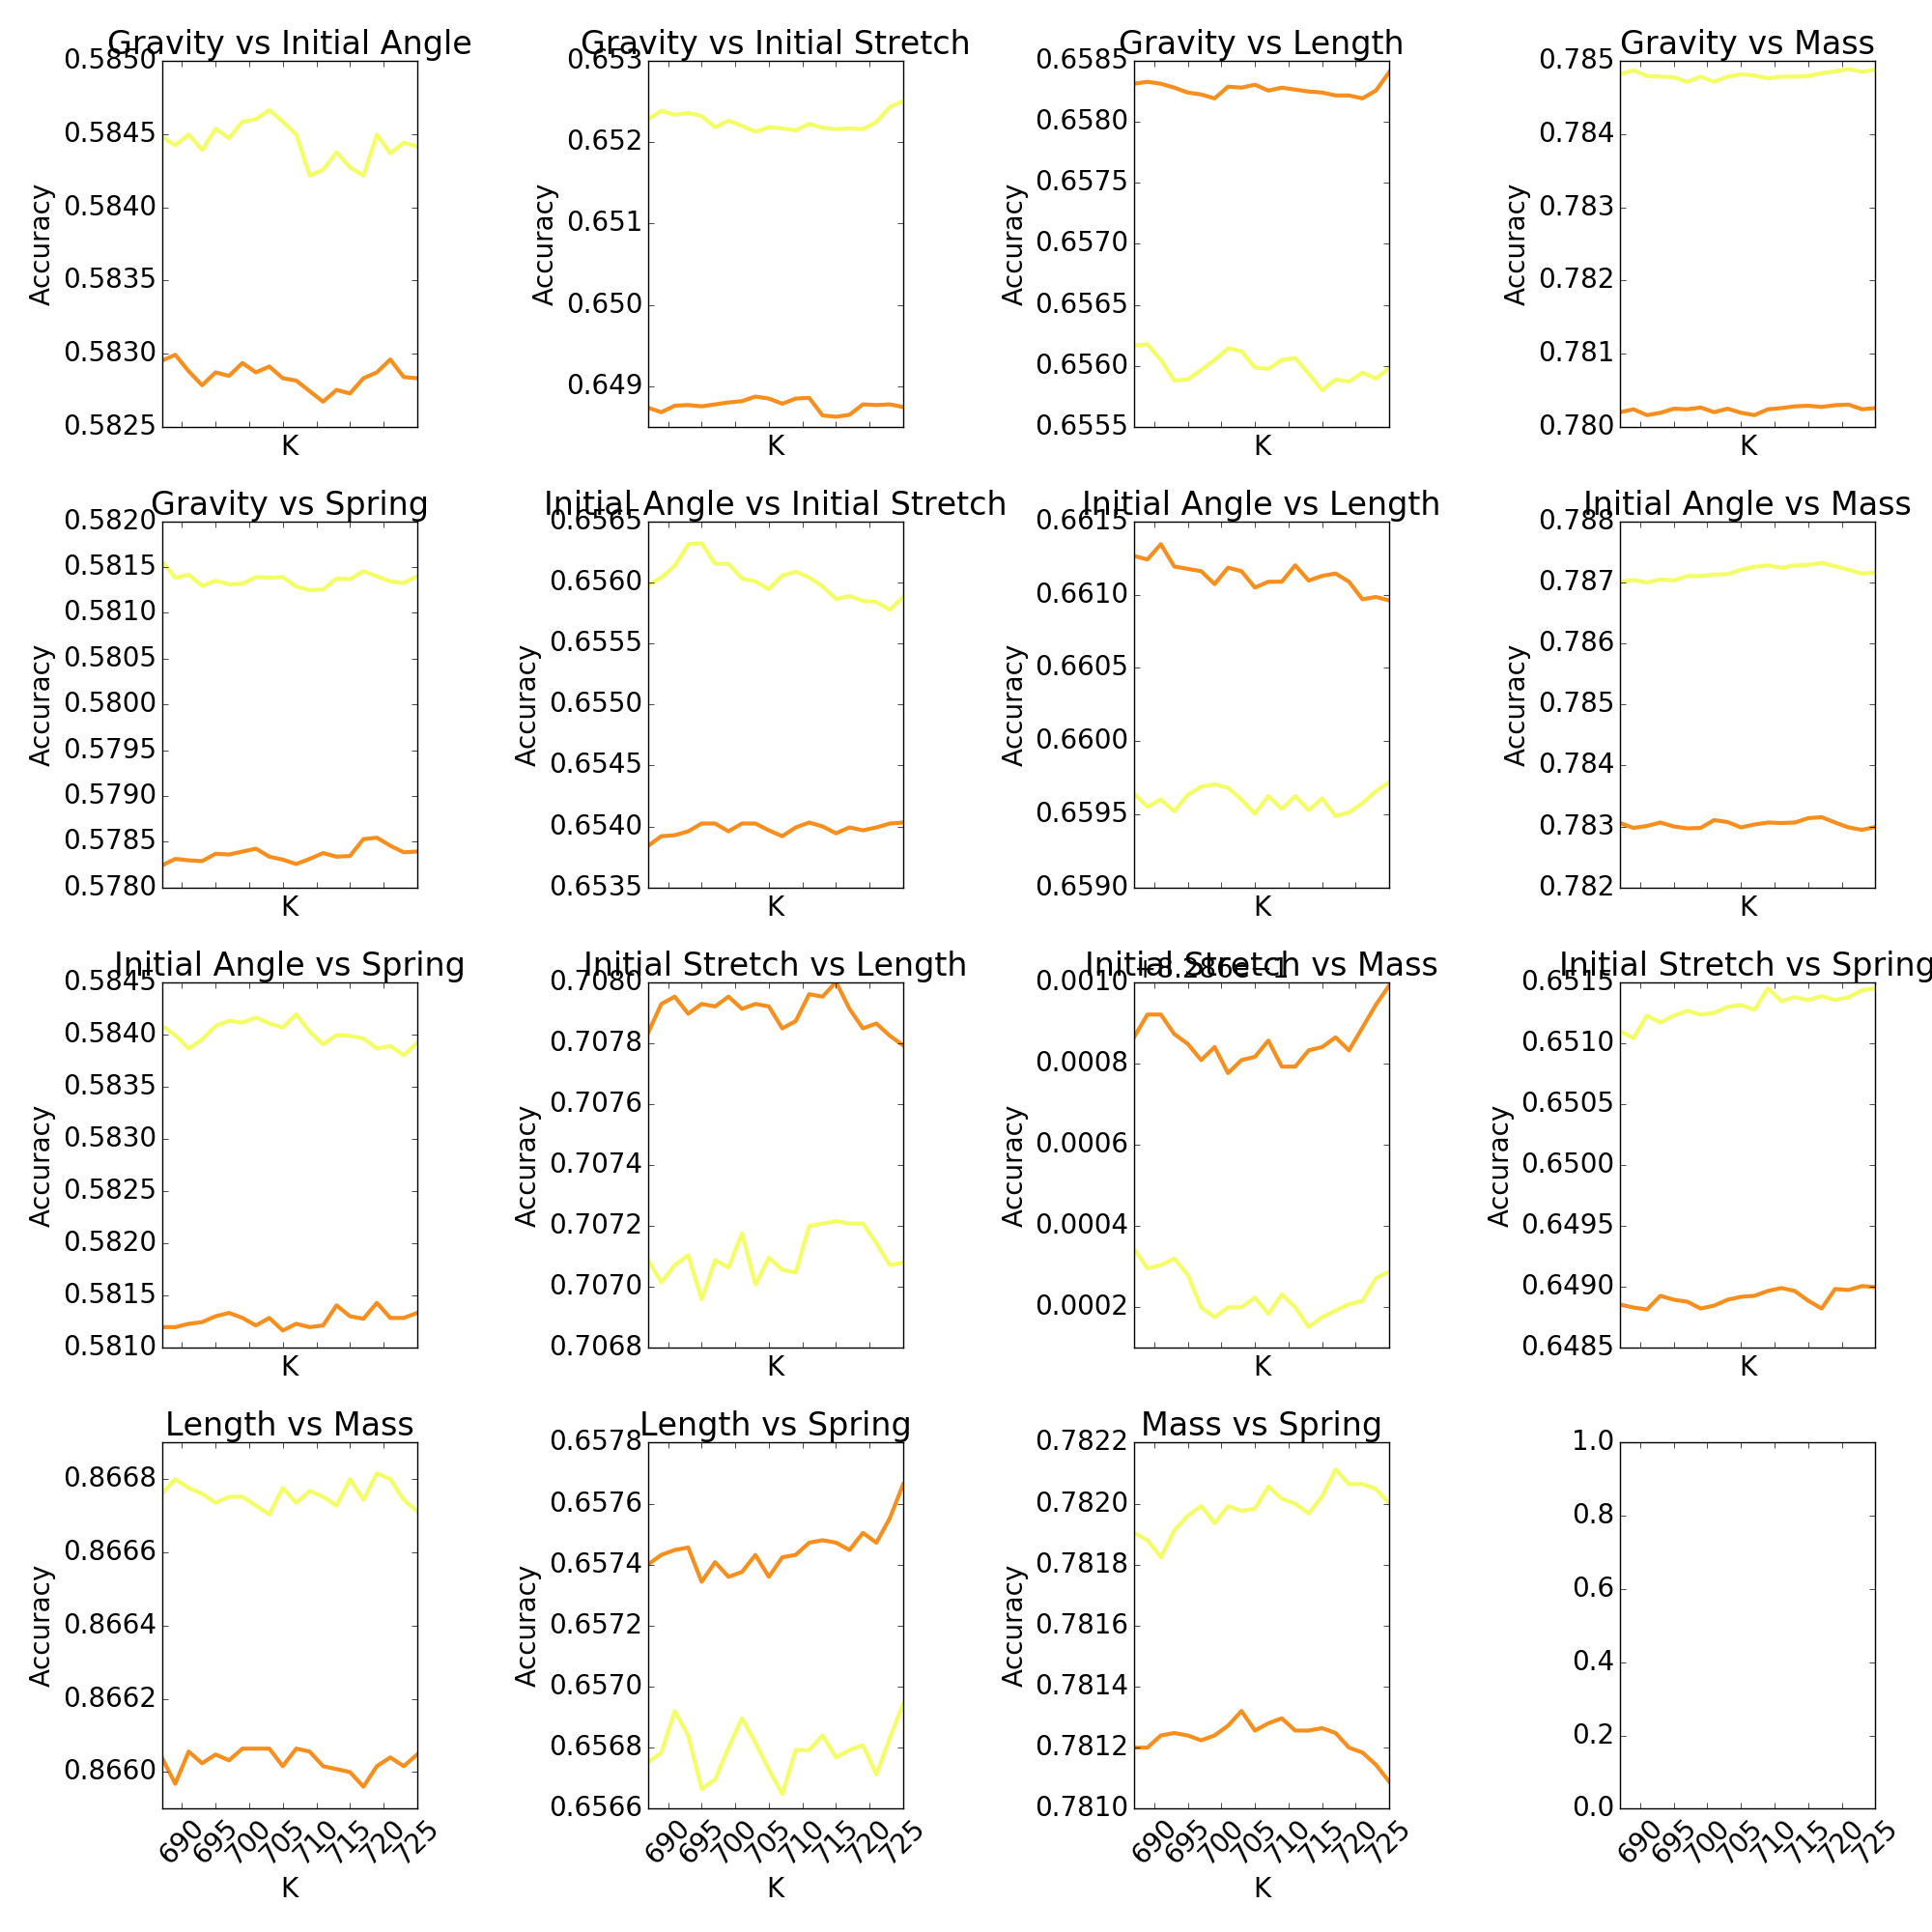 Gravity vs Initial Angle
0.5850
0.5845
0.5840
0.5835
0.5830
0.5825
Accuracy
K
Gravity vs Initial Stretch
0.653
0.652
0.651
0.650
0.649
Accuracy
K
Gravity vs Length
0.6585
0.6580
0.6575
0.6570
0.6565
0.6560
0.6555
Accuracy
K
Gravity vs Mass
0.785
0.784
0.783
0.782
0.781
0.780
Accuracy
K
Gravity vs Spring
0.5820
0.5815
0.5810
0.5805
0.5800
0.5795
0.5790
0.5785
0.5780
Accuracy
K
Initial Angle vs Initial Stretch
0.6565
0.6560
0.6555
0.6550
0.6545
0.6540
0.6535
Accuracy
K
Initial Angle vs Length
0.6615
0.6610
0.6605
0.6600
0.6595
0.6590
Accuracy
K
Initial Angle vs Mass
0.788
0.787
0.786
0.785
0.784
0.783
0.782
Accuracy
K
Initial Angle vs Spring
0.5845
0.5840
0.5835
0.5830
0.5825
0.5820
0.5815
0.5810
Accuracy
K
Initial Stretch vs Length
0.7080
0.7078
0.7076
0.7074
0.7072
0.7070
0.7068
Accuracy
K
Initial Stretch vs Mass
+8.286e−1
0.0010
0.0008
0.0006
0.0004
0.0002
Accuracy
K
Initial Stretch vs Spring
0.6515
0.6510
0.6505
0.6500
0.6495
0.6490
0.6485
Accuracy
K
Length vs Mass
0.8668
0.8666
0.8664
0.8662
0.8660
Accuracy
690 695 700 705 710 715 720 725
K
Length vs Spring
0.6578
0.6576
0.6574
0.6572
0.6570
0.6568
0.6566
Accuracy
690 695 700 705 710 715 720 725
K
Mass vs Spring
0.7822
0.7820
0.7818
0.7816
0.7814
0.7812
0.7810
Accuracy
690 695 700 705 710 715 720 725
K
1.0
0.8
0.6
0.4
0.2
0.0
690 695 700 705 710 715 720 725